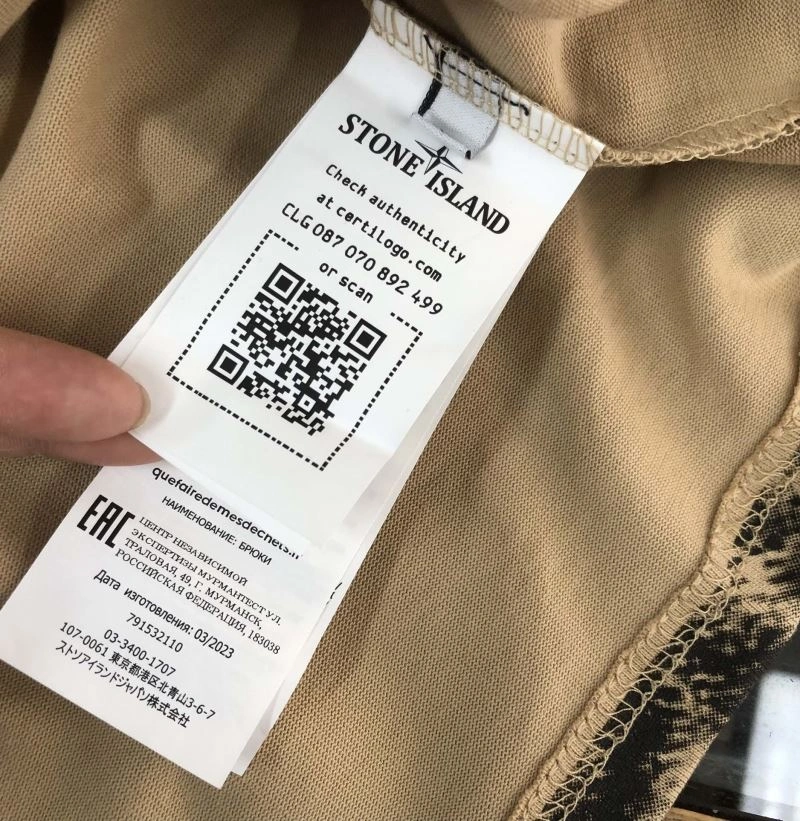 STONE ISLAND
Check authenticity
at certilogo.com
CLG 087 070 892 499
or scan
quefairedemesdechets.fr
НАИМЕНОВАНИЕ: БРЮКИ
EAC
ЦЕНТР НЕЗАВИСИМОЙ
ЭКСПЕРТИЗЫ МУРМАНТЕСТ УЛ.
ТРАЛОВАЯ, 49, Г. МУРМАНСК,
РОССИЙСКАЯ ФЕДЕРАЦИЯ, 183038
Дата изготовления: 03/2023
791532110
03-3400-1707
107-0061 東京都港区北青山3-6-7
ストリアイランドジャパン株式会社